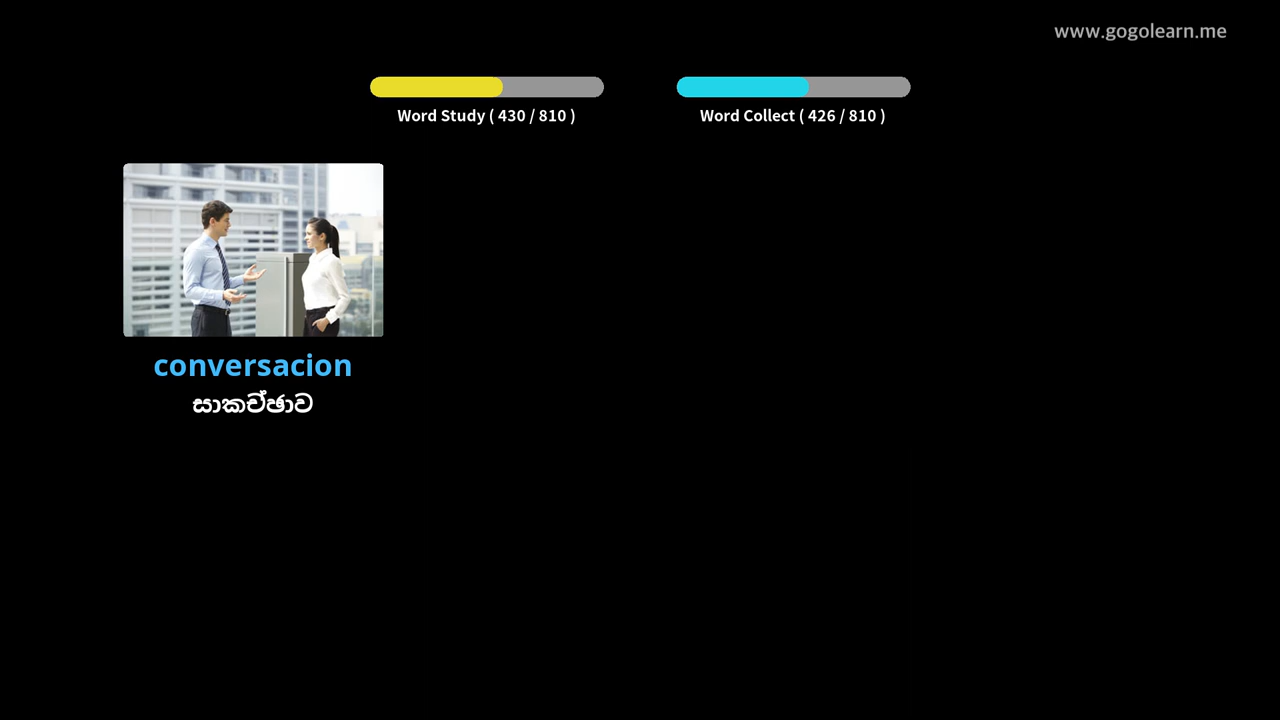 www.gogolearn.me
Word Study ( 430 / 810 )
Word Collect ( 426 / 810 )
conversacion
සාකච්ඡාව